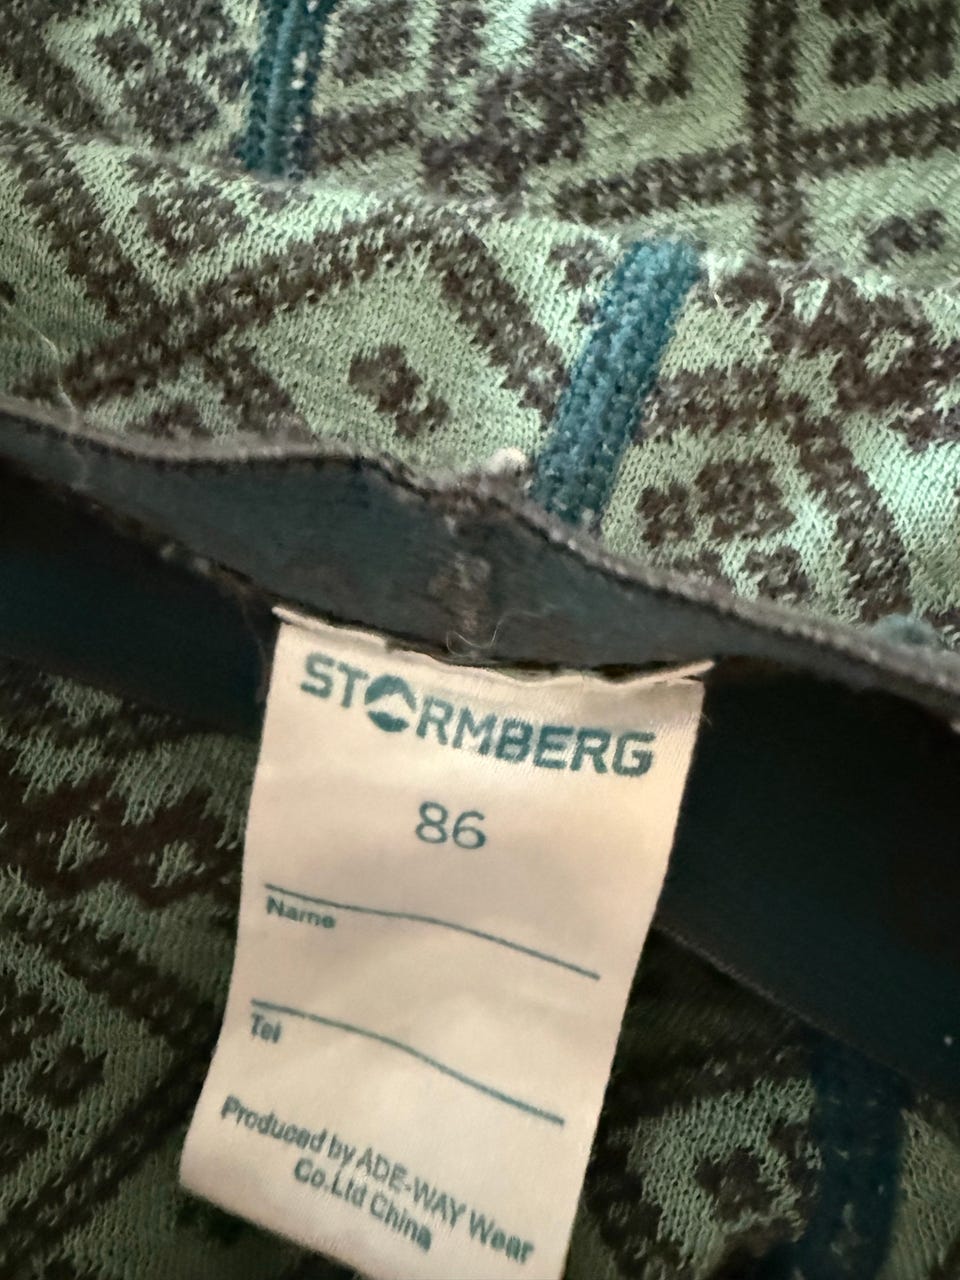 STORMBERG
86
Name
Tel
Produced by ADE-WAY Wear
Co.Ltd China